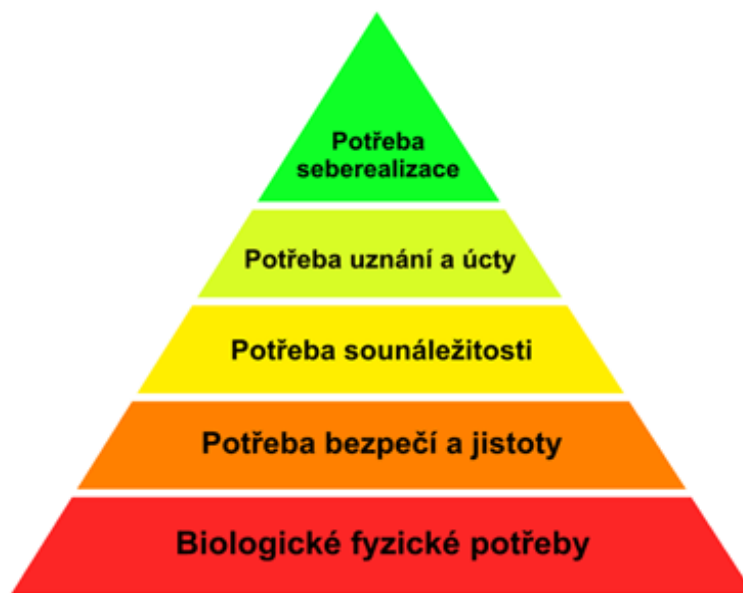 Potřeba
seberealizace
Potřeba uznání a úcty
Potřeba sounáležitosti
Potřeba bezpečí a jistoty
Biologické fyzické potřeby